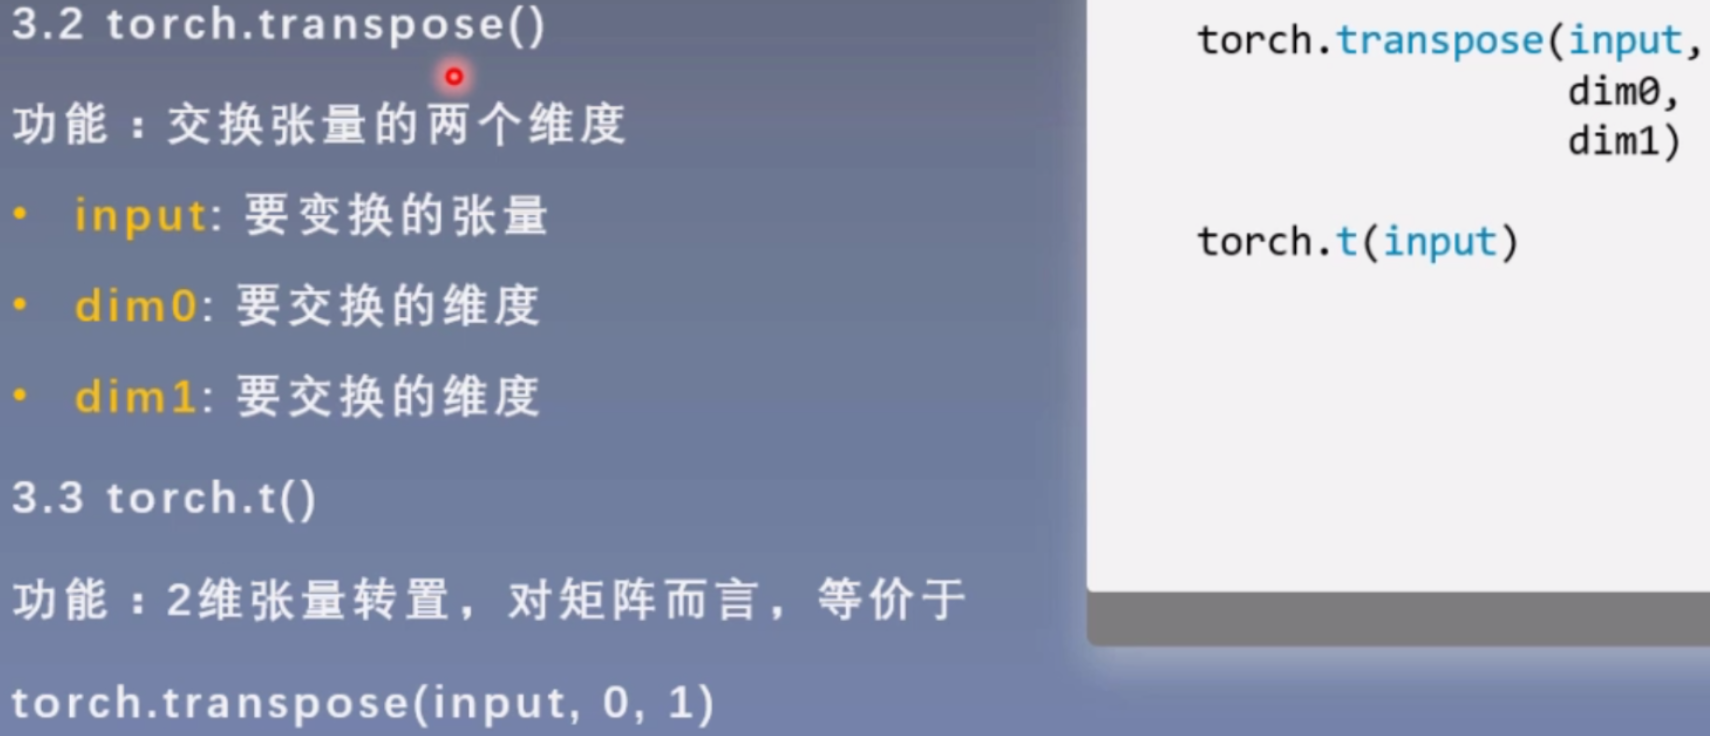 3.2 torch.transpose()
功能：交换张量的两个维度
• input: 要变换的张量
• dim0: 要交换的维度
• dim1: 要交换的维度
3.3 torch.t()
功能：2维张量转置，对矩阵而言，等价于
torch.transpose(input, 0, 1)
torch.transpose(input,
dim0,
dim1)
torch.t(input)